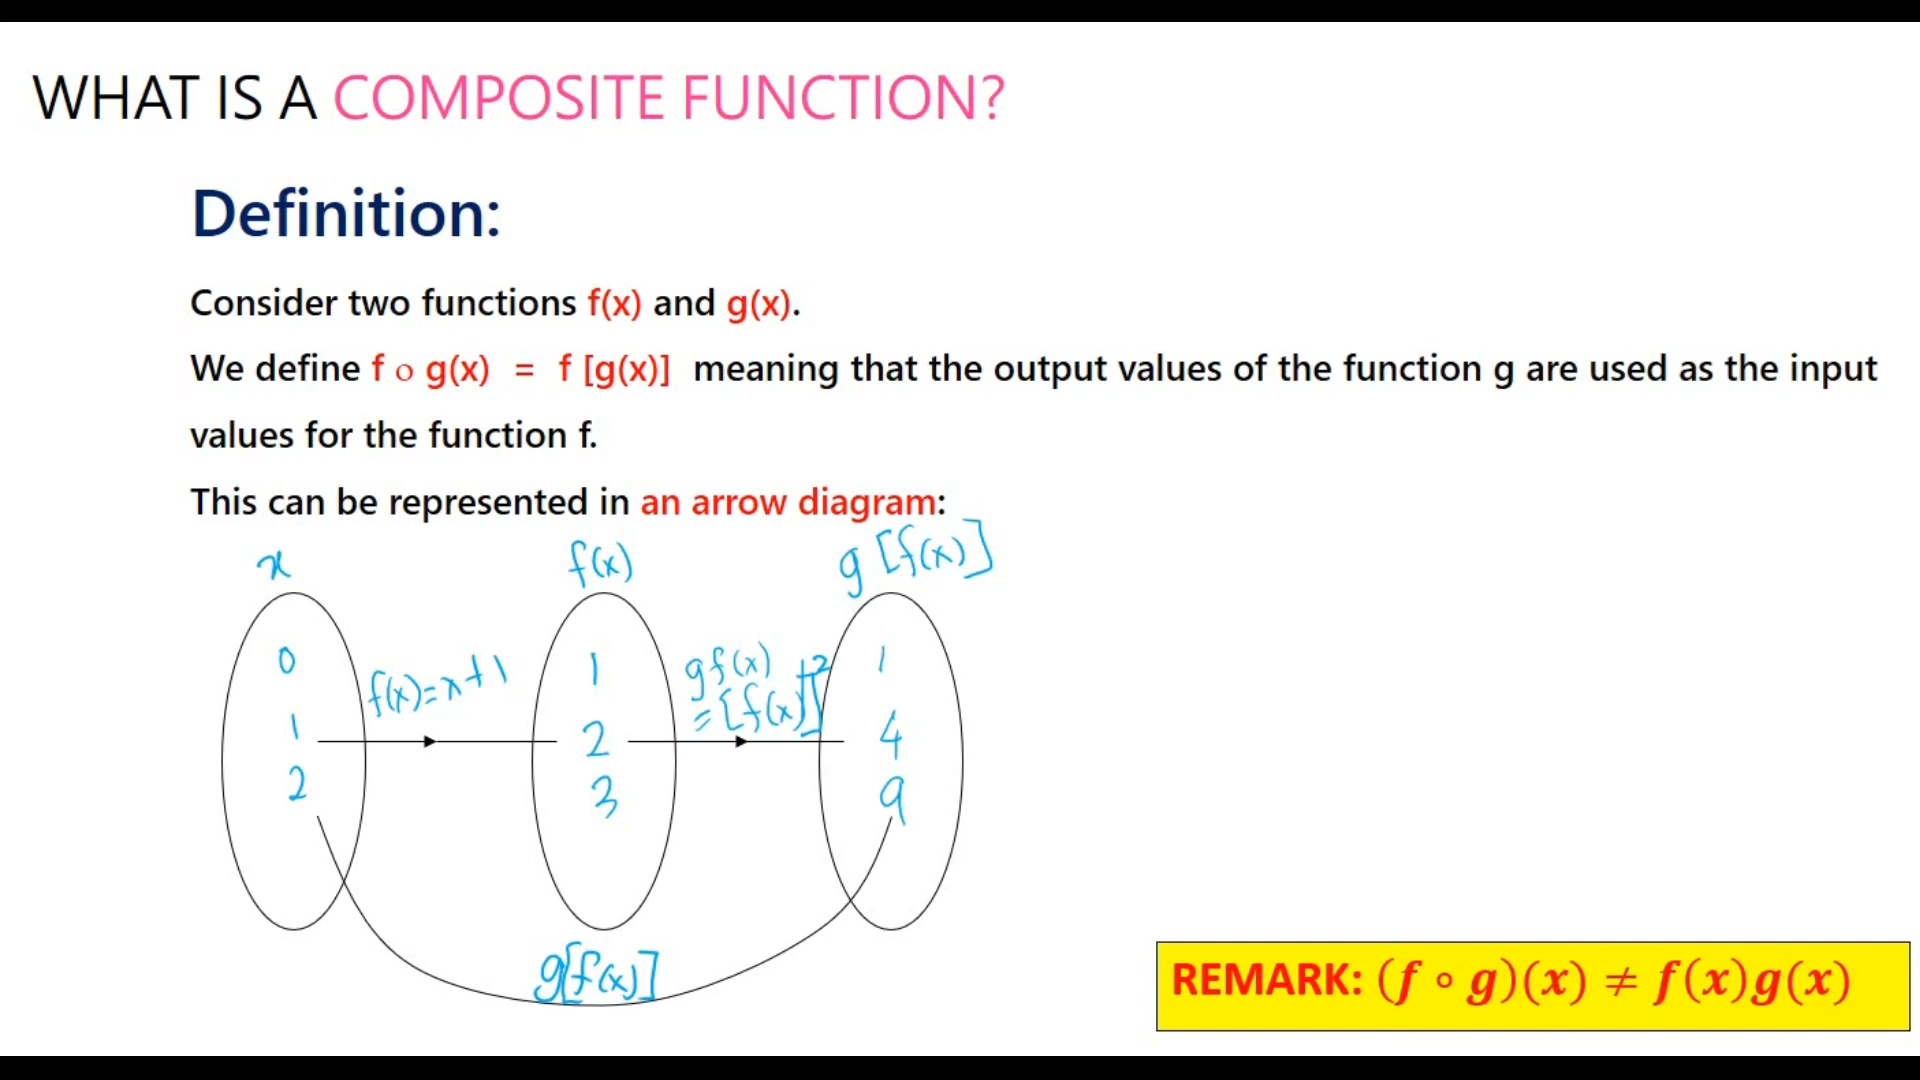 WHAT IS A COMPOSITE FUNCTION?
Definition:
Consider two functions f(x) and g(x).
We define f o g(x) = f [g(x)] meaning that the output values of the function g are used as the input
values for the function f.
This can be represented in an arrow diagram:
x f(x) g[f(x)]
0 1 1
f(x)=x+1 gf(x)
=[f(x)]²
1 2 4
2 3 9
g[f(x)]
REMARK: (f ∘ g)(x) ≠ f(x)g(x)